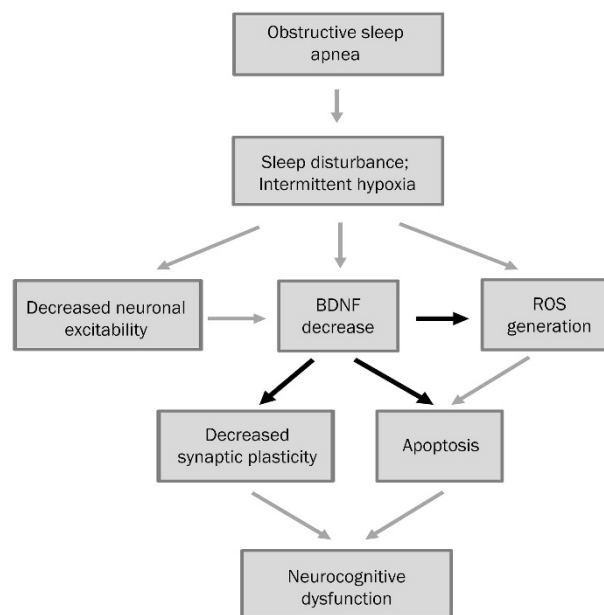 Obstructive sleep
apnea
Sleep disturbance;
Intermittent hypoxia
Decreased neuronal
excitability
BDNF
decrease
ROS
generation
Decreased
synaptic plasticity
Apoptosis
Neurocognitive
dysfunction